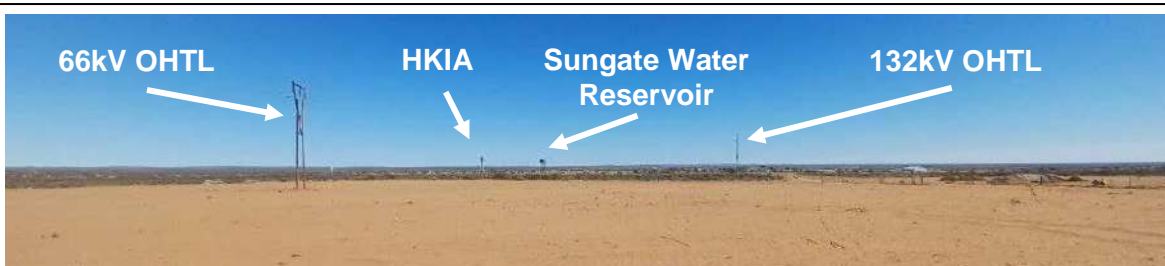 66kV OHTL
HKIA
Sungate Water
Reservoir
132kV OHTL